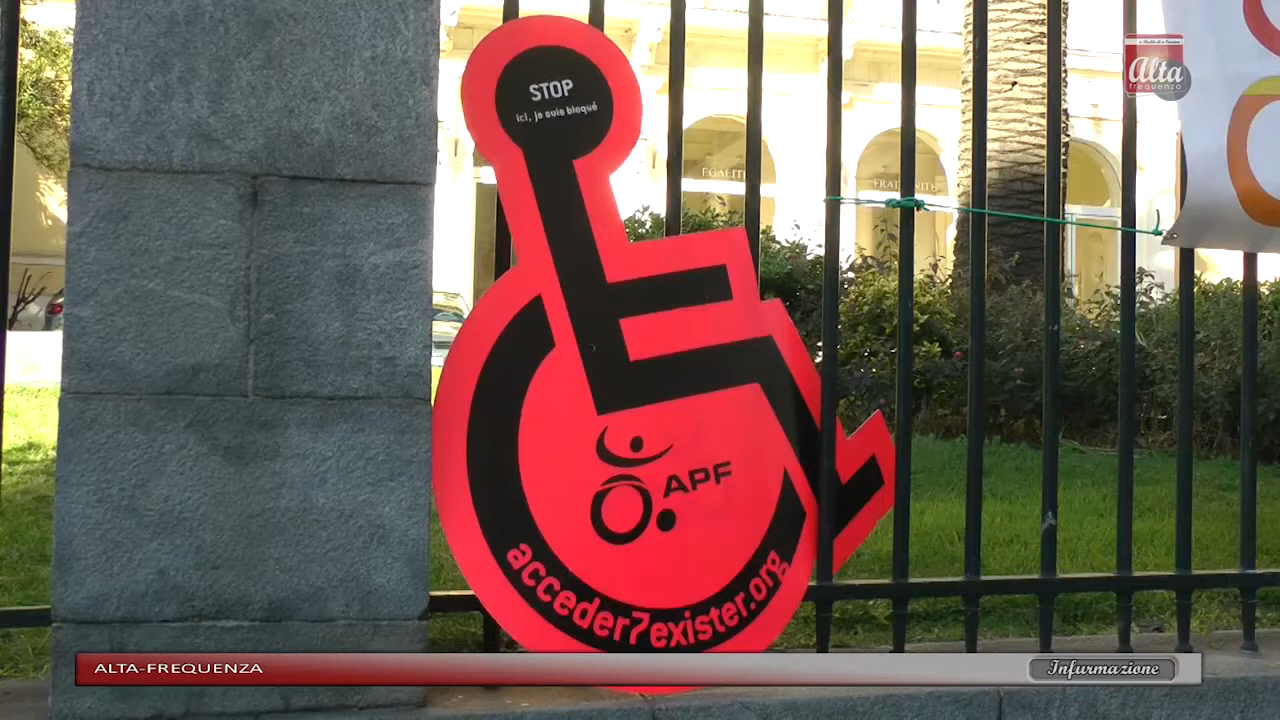 STOP
ici, je suis bloqué
Alta
frequenza
EGALITE
FRATERNITE
APF
acceder7exister.org
ALTA-FREQUENZA
Infurmazione